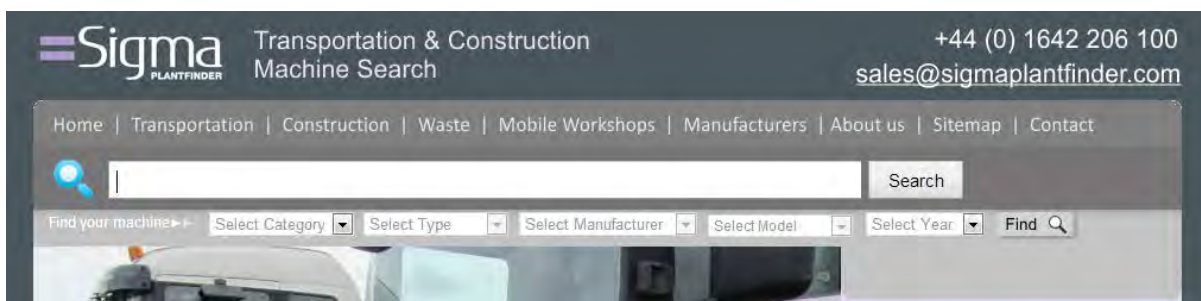 Sigma
PLANTFINDER
Transportation & Construction
Machine Search
+44 (0) 1642 206 100
sales@sigmaplantfinder.com
Home | Transportation | Construction | Waste | Mobile Workshops | Manufacturers | About us | Sitemap | Contact
Search
Find your machine Select Category Select Type Select Manufacturer Select Model Select Year Find